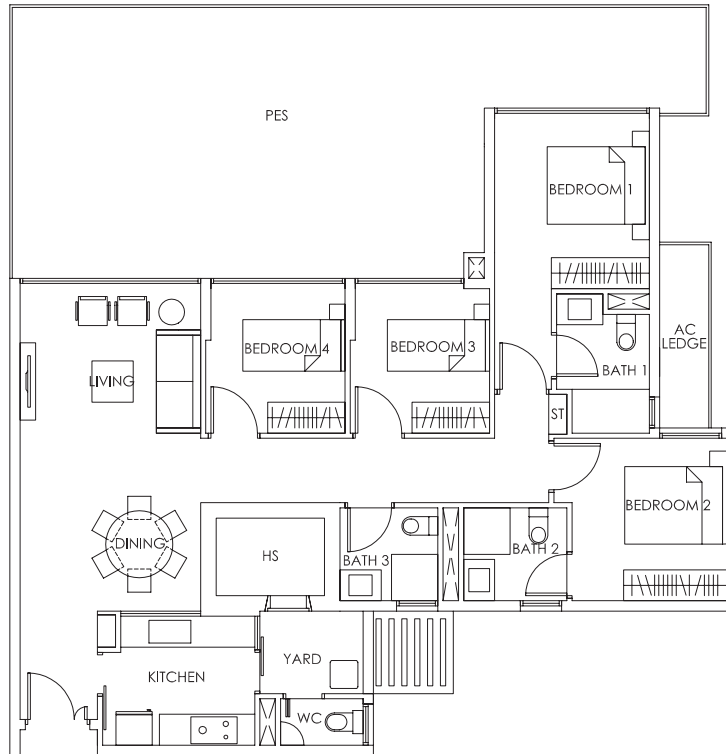 PES
BEDROOM 1
AC
LEDGE
BEDROOM 4
BEDROOM 3
LIVING
BATH 1
ST
BEDROOM 2
DINING
HS
BATH 3
BATH 2
KITCHEN
YARD
WC